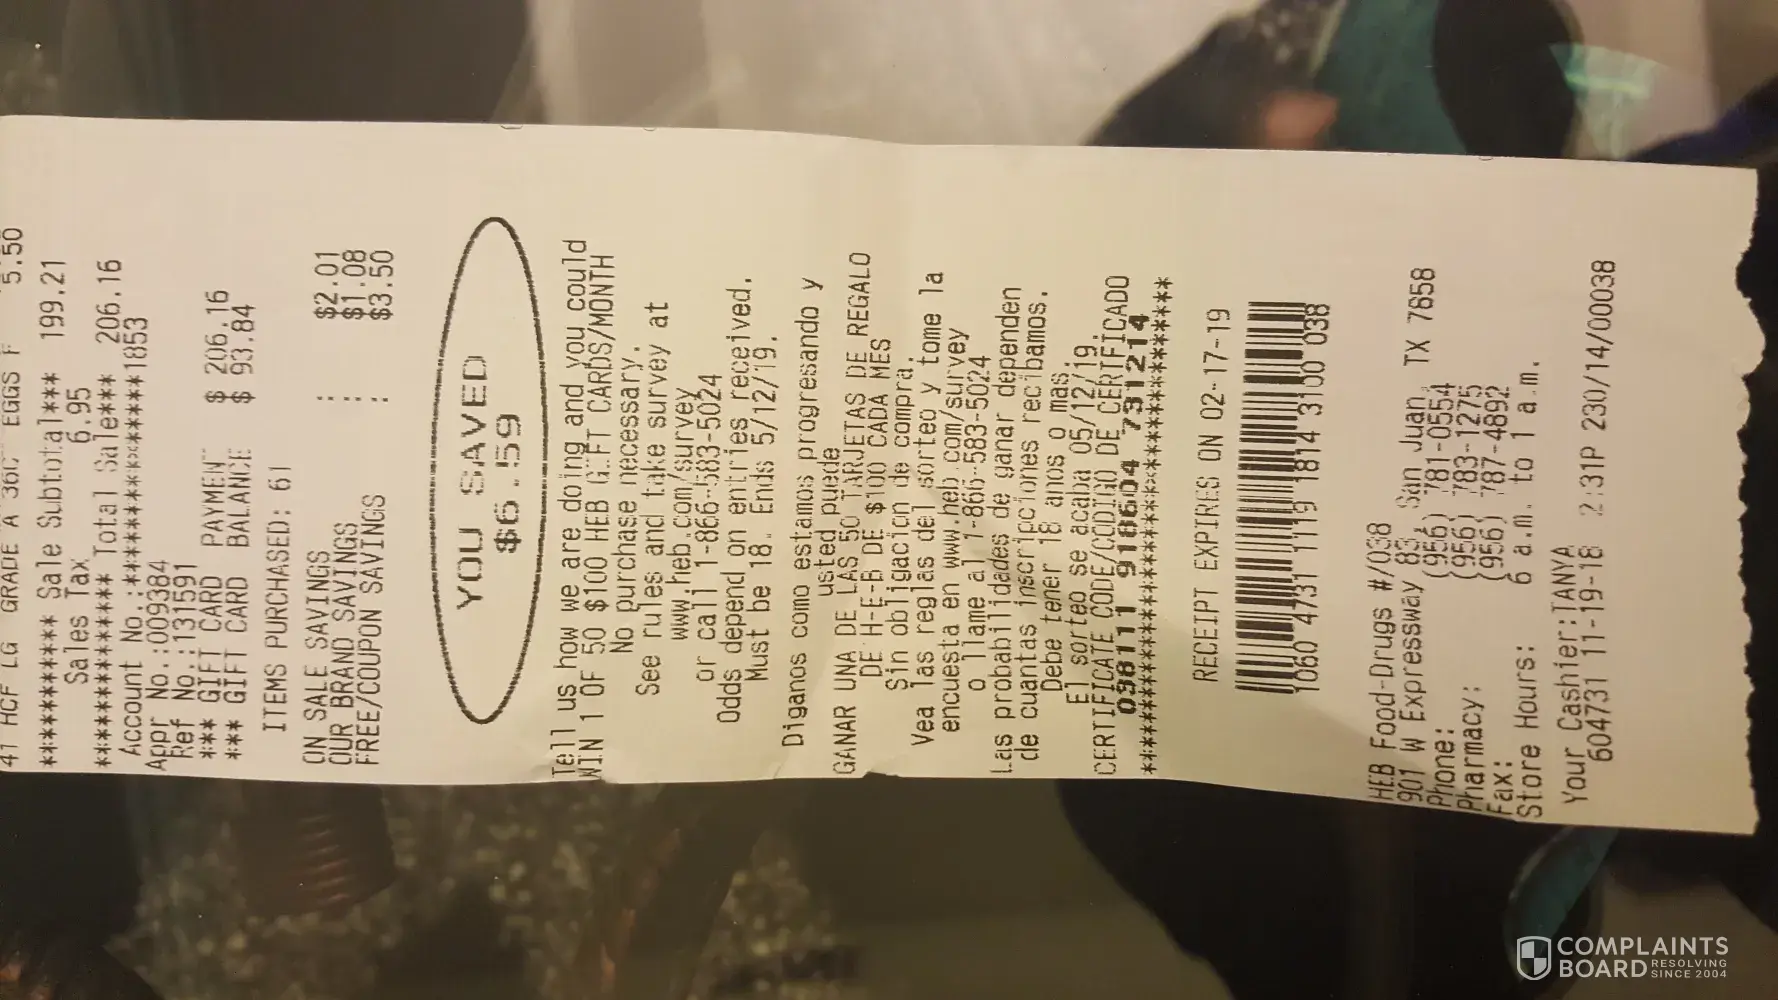 41 HCF LG GRADE A 36C EGGS F 5.50
*********** Sale Subtotal*** 199.21
Sales Tax 6.95
*********** Total Sale*** 206.16
Account No.:************1853
Appr No.:009384
Ref No.:131591
*** GIFT CARD PAYMENT $ 206.16
*** GIFT CARD BALANCE $ 93.84
ITEMS PURCHASED: 61
ON SALE SAVINGS : $2.01
OUR BRAND SAVINGS : $1.08
FREE/COUPON SAVINGS : $3.50
YOU SAVED
$6.59
Tell us how we are doing and you could
WIN 1 OF 50 $100 HEB GIFT CARDS/MONTH
No purchase necessary.
See rules and take survey at
www.heb.com/survey
or call 1-866-583-5024
Odds depend on entries received.
Must be 18. Ends 5/12/19.
Diganos como estamos progresando y
usted puede
GANAR UNA DE LAS 50 TARJETAS DE REGALO
DE H-E-B DE $100 CADA MES
Sin obligacion de compra.
Vea las reglas del sorteo y tome la
encuesta en www.heb.com/survey
o llame al 1-866-583-5024
Las probabilidades de ganar dependen
de cuantas inscripciones recibamos.
Debe tener 18 anos o mas.
El sorteo se acaba 05/12/19.
CERTIFICATE CODE/CODIGO DE CERTIFICADO
03811 918604 731214
RECEIPT EXPIRES ON 02-17-19
1060 4731 1119 1814 3100 038
HEB Food-Drugs #/038
901 W Expressway 83, San Juan, TX 7858
Phone: (956) 781-0554
Pharmacy: (956) 783-1275
Fax: (956) 787-4892
Store Hours: 6 a.m. to 1 a.m.
Your Cashier:TANYA
604731 11-19-18 2:31P 230/14/00038
COMPLAINTS
BOARD RESOLVING SINCE 2004